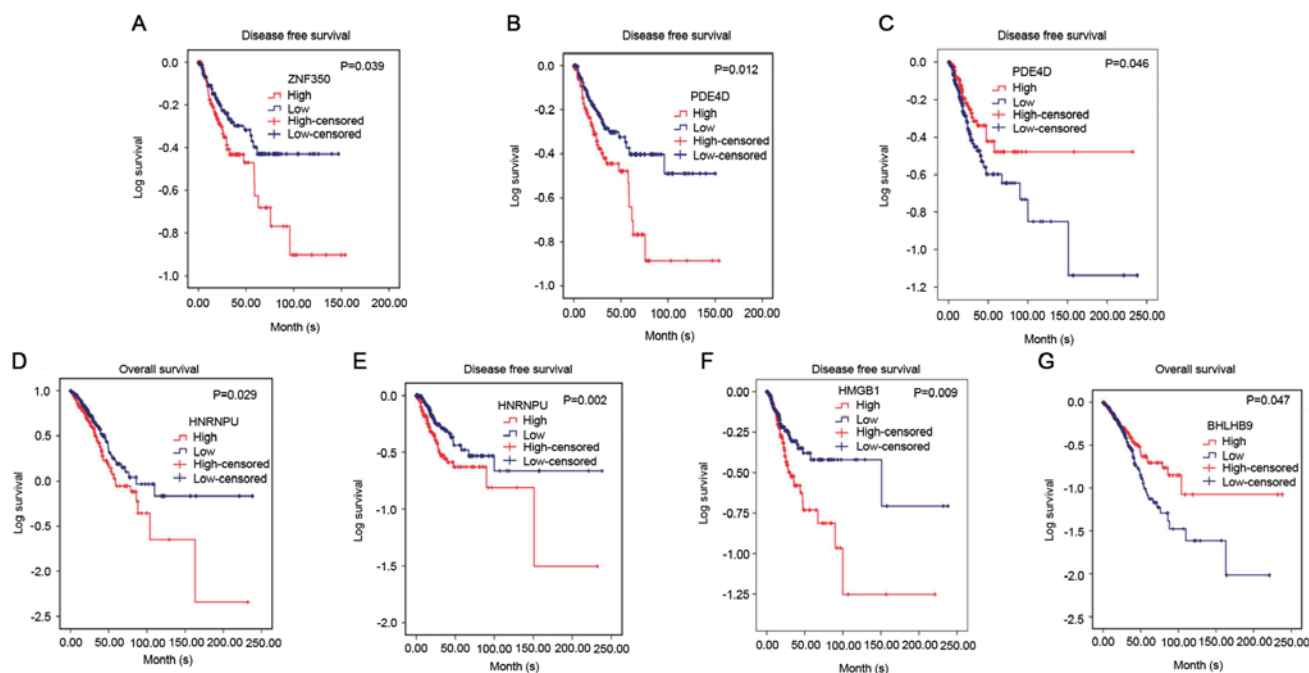 A
Disease free survival
P=0.039
ZNF350
High
Low
High-censored
Low-censored
Log survival
0.0
-0.2
-0.4
-0.6
-0.8
-1.0
0.00 50.00 100.00 150.00 200.00
Month (s)
B
Disease free survival
P=0.012
PDE4D
High
Low
High-censored
Low-censored
Log survival
0.0
-0.2
-0.4
-0.6
-0.8
-1.0
0.00 50.00 100.00 150.00 200.00
Month (s)
C
Disease free survival
P=0.046
PDE4D
High
Low
High-censored
Low-censored
Log survival
0.0
-0.2
-0.4
-0.6
-0.8
-1.0
-1.2
0.00 50.00 100.00 150.00 200.00 250.00
Month (s)
D
Overall survival
P=0.029
HNRNPU
High
Low
High-censored
Low-censored
Log survival
1.0
0.5
0.0
-0.5
-2.0
-2.5
0.00 50.00 100.00 150.00 200.00 250.00
Month (s)
E
Disease free survival
P=0.002
HNRNPU
High
Low
High-censored
Low-censored
Log survival
0.0
-0.5
-1.0
-1.5
-2.0
0.00 50.00 100.00 150.00 200.00 250.00
Month (s)
F
Disease free survival
P=0.009
HMGB1
High
Low
High-censored
Low-censored
Log survival
0.00
-0.25
-0.50
-0.75
-1.00
-1.25
0.00 50.00 100.00 150.00 200.00 250.00
Month (s)
G
Overall survival
P=0.047
BHLHB9
High
Low
High-censored
Low-censored
Log survival
0.0
-0.5
-1.0
-1.5
-2.0
-2.5
0.00 50.00 100.00 150.00 200.00 250.00
Month (s)